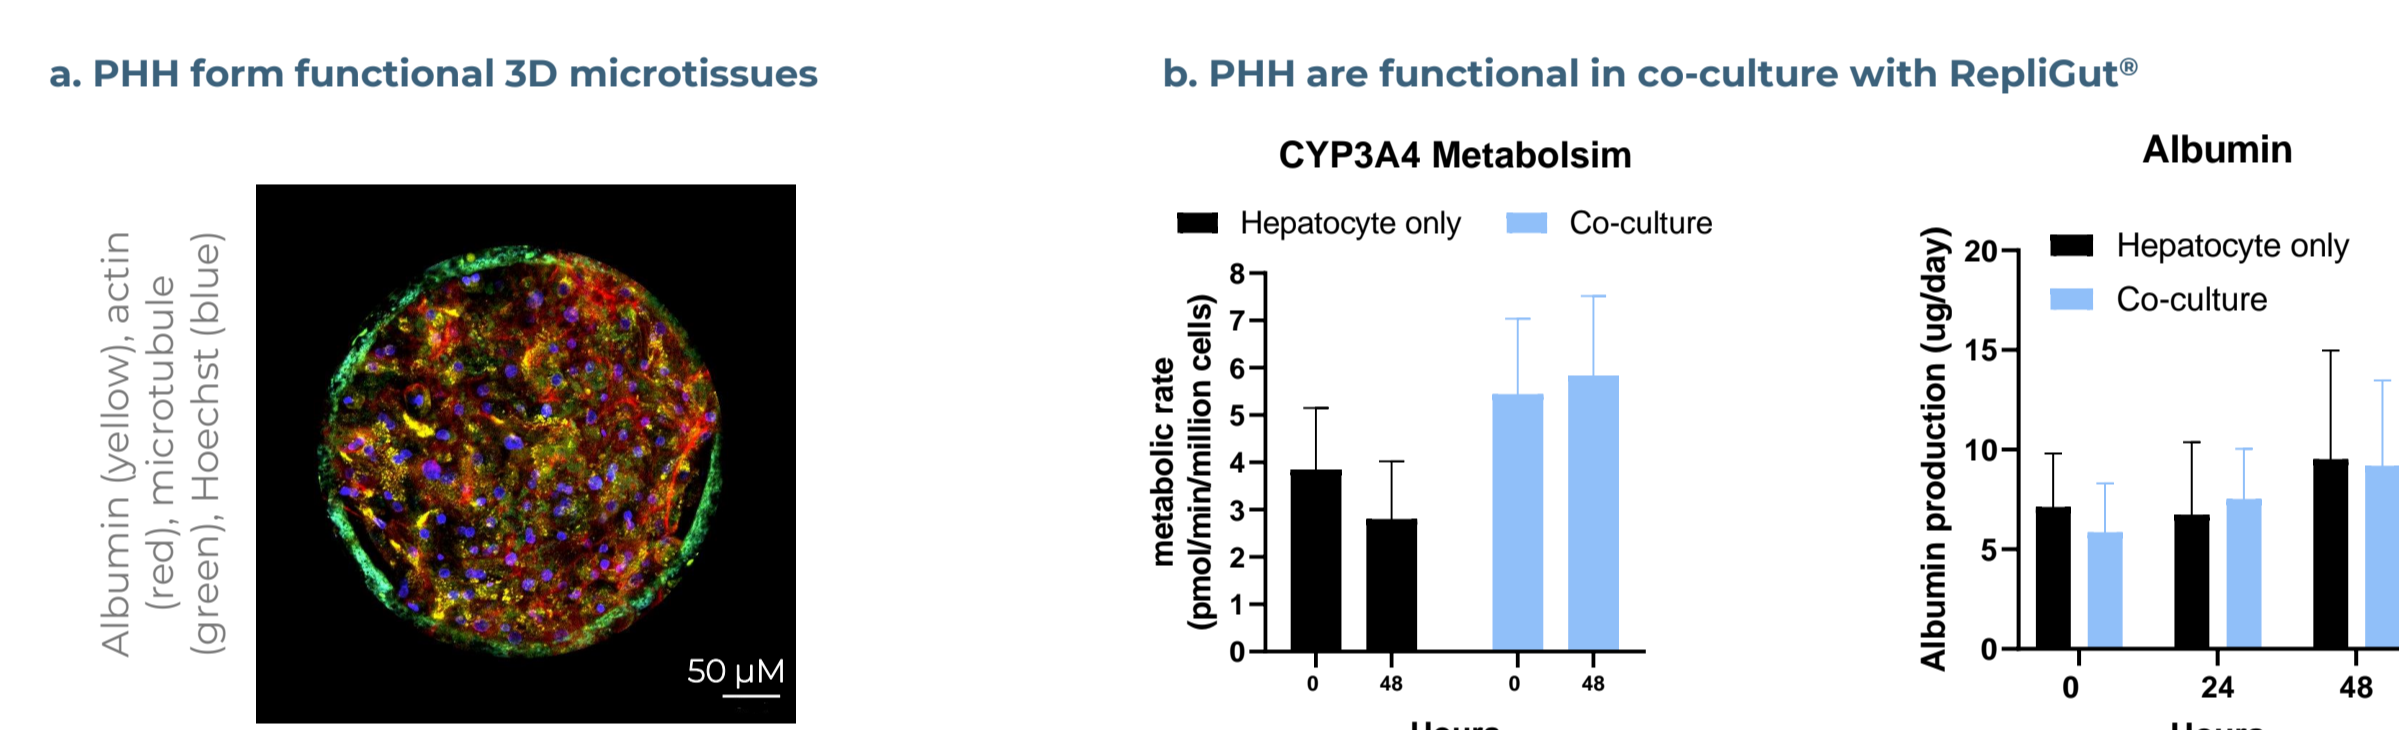 a. PHH form functional 3D microtissues
Albumin (yellow), actin
(red), microtubule
(green), Hoechst (blue)
50 µM
b. PHH are functional in co-culture with RepliGut®
CYP3A4 Metabolsim
Hepatocyte only
Co-culture
metabolic rate
(pmol/min/million cells)
8
7
6
5
4
3
2
1
0
0 48 0 48
Hours
Albumin
Hepatocyte only
Co-culture
Albumin production (ug/day)
20
15
10
5
0
0 24 48
Hours